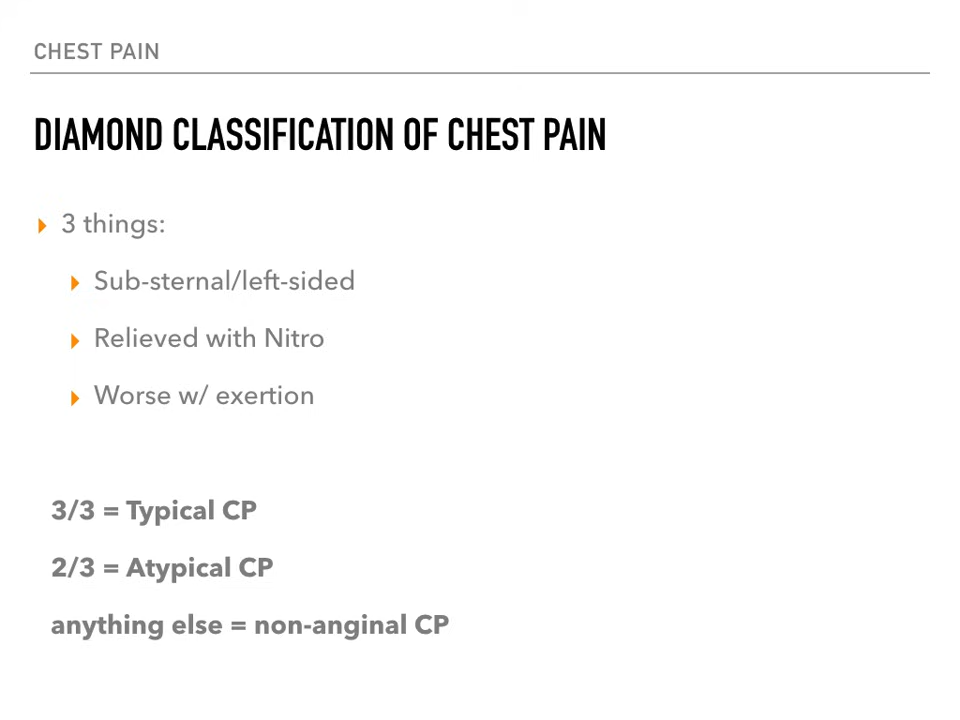 CHEST PAIN
DIAMOND CLASSIFICATION OF CHEST PAIN
3 things:
Sub-sternal/left-sided
Relieved with Nitro
Worse w/ exertion
3/3 = Typical CP
2/3 = Atypical CP
anything else = non-anginal CP